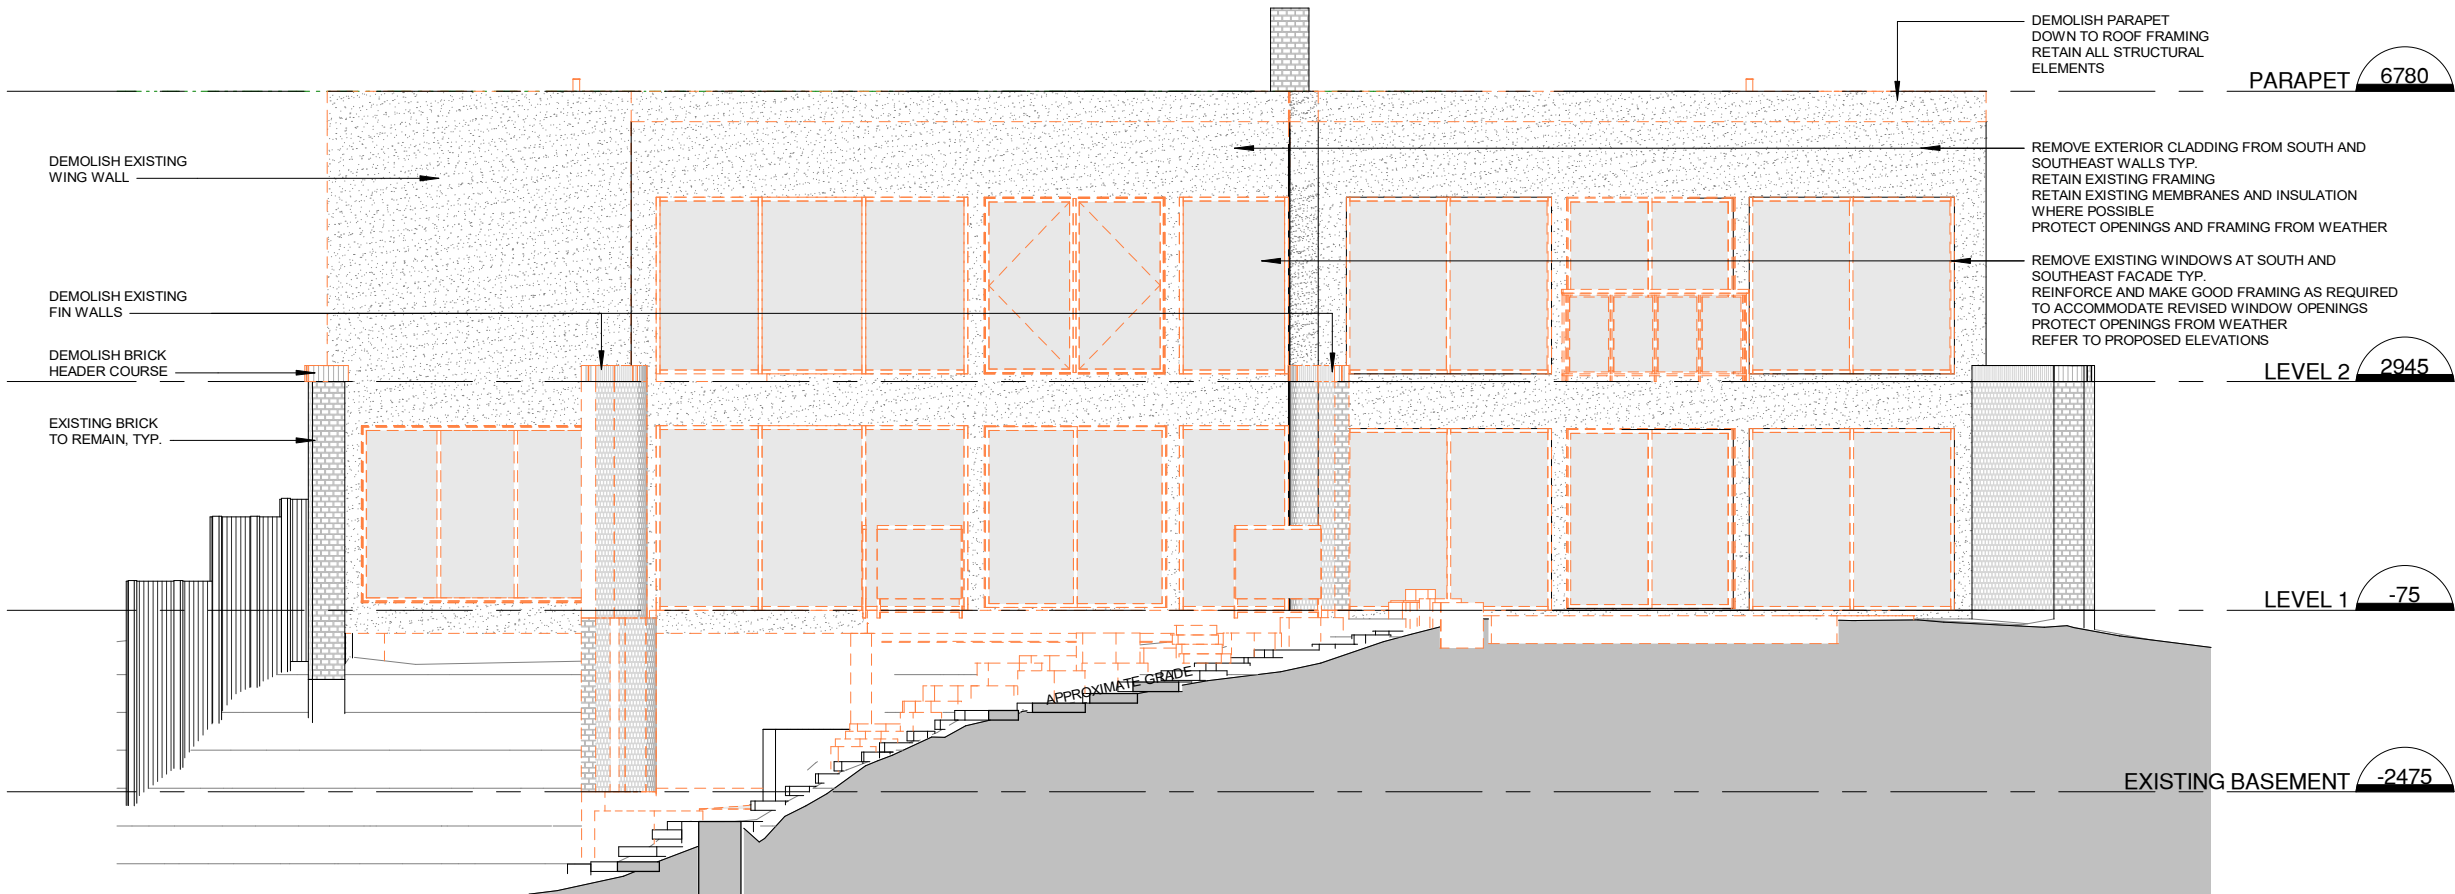 DEMOLISH PARAPET
DOWN TO ROOF FRAMING
RETAIN ALL STRUCTURAL
ELEMENTS
PARAPET 6780
DEMOLISH EXISTING
WING WALL
REMOVE EXTERIOR CLADDING FROM SOUTH AND
SOUTHEAST WALLS TYP.
RETAIN EXISTING FRAMING
RETAIN EXISTING MEMBRANES AND INSULATION
WHERE POSSIBLE
PROTECT OPENINGS AND FRAMING FROM WEATHER
REMOVE EXISTING WINDOWS AT SOUTH AND
SOUTHEAST FACADE TYP.
REINFORCE AND MAKE GOOD FRAMING AS REQUIRED
TO ACCOMMODATE REVISED WINDOW OPENINGS
PROTECT OPENINGS FROM WEATHER
REFER TO PROPOSED ELEVATIONS
DEMOLISH EXISTING
FIN WALLS
DEMOLISH BRICK
HEADER COURSE
LEVEL 2 2945
EXISTING BRICK
TO REMAIN, TYP.
LEVEL 1 -75
APPROXIMATE GRADE
EXISTING BASEMENT -2475